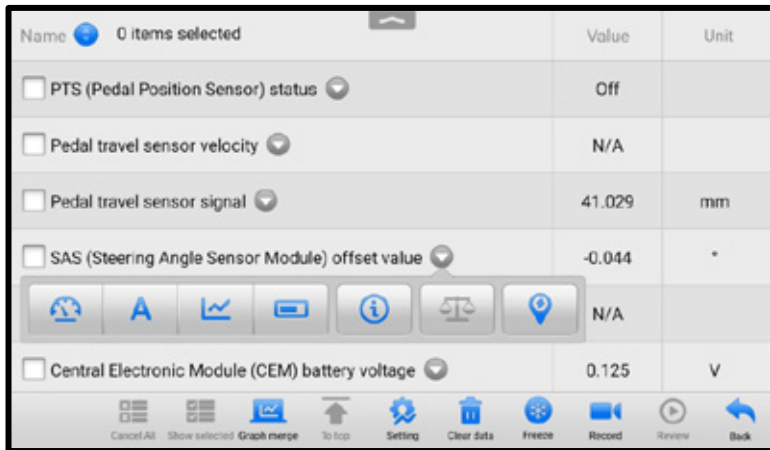 Name 0 items selected Value Unit
PTS (Pedal Position Sensor) status Off
Pedal travel sensor velocity N/A
Pedal travel sensor signal 41.029 mm
SAS (Steering Angle Sensor Module) offset value -0.044 °
A N/A
Central Electronic Module (CEM) battery voltage 0.125 V
Cancel All Show selected Graph merge To top Setting Clear data Freeze Record Review Back